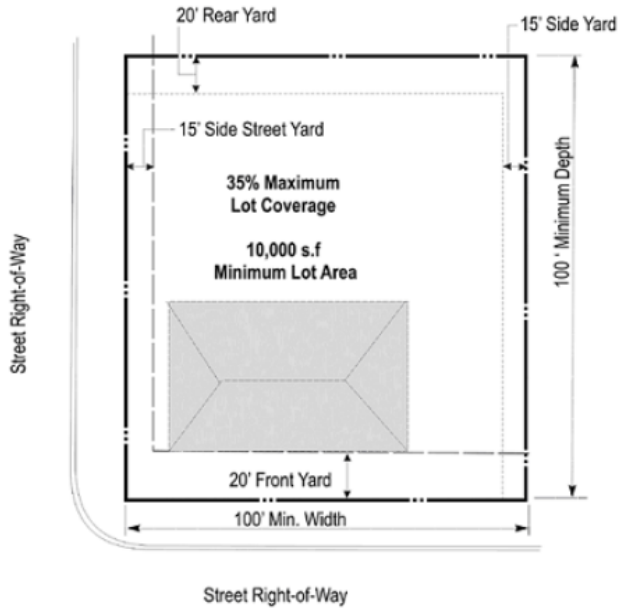 20' Rear Yard
15' Side Yard
15' Side Street Yard
35% Maximum
Lot Coverage
10,000 s.f
Minimum Lot Area
100 ' Minimum Depth
Street Right-of-Way
20' Front Yard
100' Min. Width
Street Right-of-Way